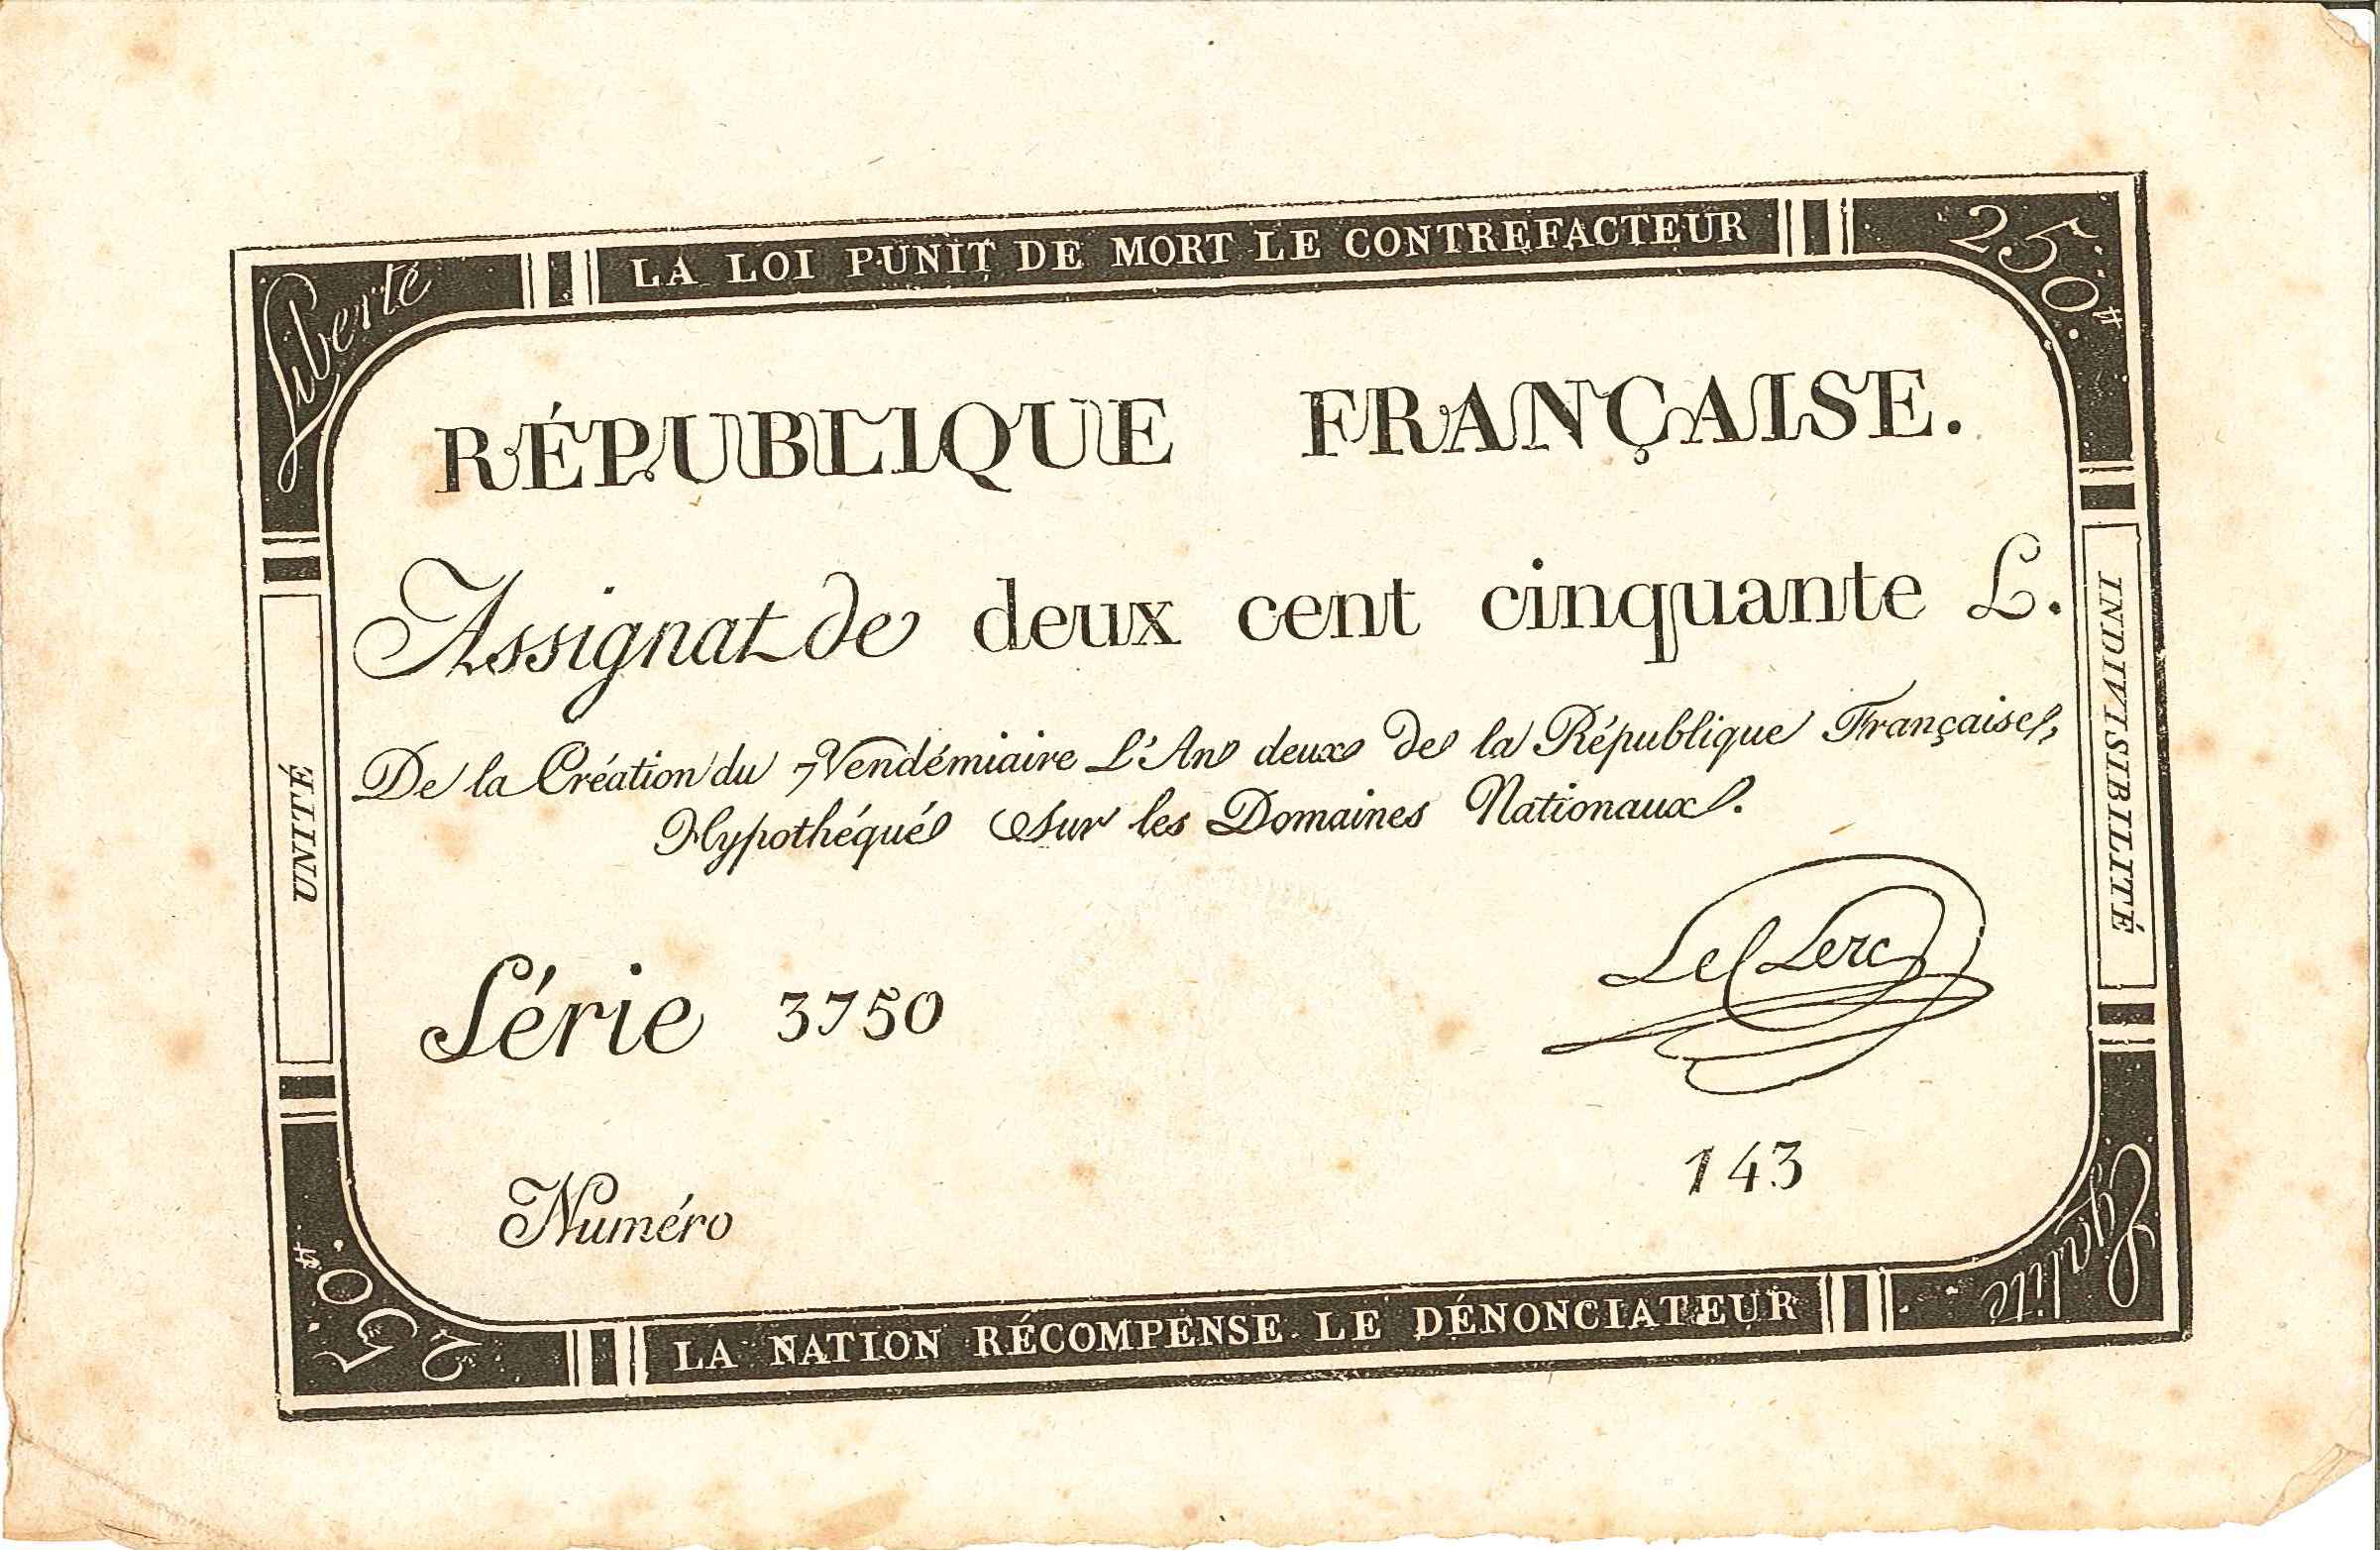 Liberté
LA LOI PUNIT DE MORT LE CONTREFACTEUR
250₶.
RÉPUBLIQUE FRANÇAISE.
Assignat de deux cent cinquante L.
De la Création du 7 Vendémiaire L'An deux de la République Française,
Hypothéqué sur les Domaines Nationaux.
UNITÉ
INDIVISIBILITÉ
Série 3750
LeClerc
Numéro
143
250₶.
LA NATION RÉCOMPENSE LE DÉNONCIATEUR
Egalité